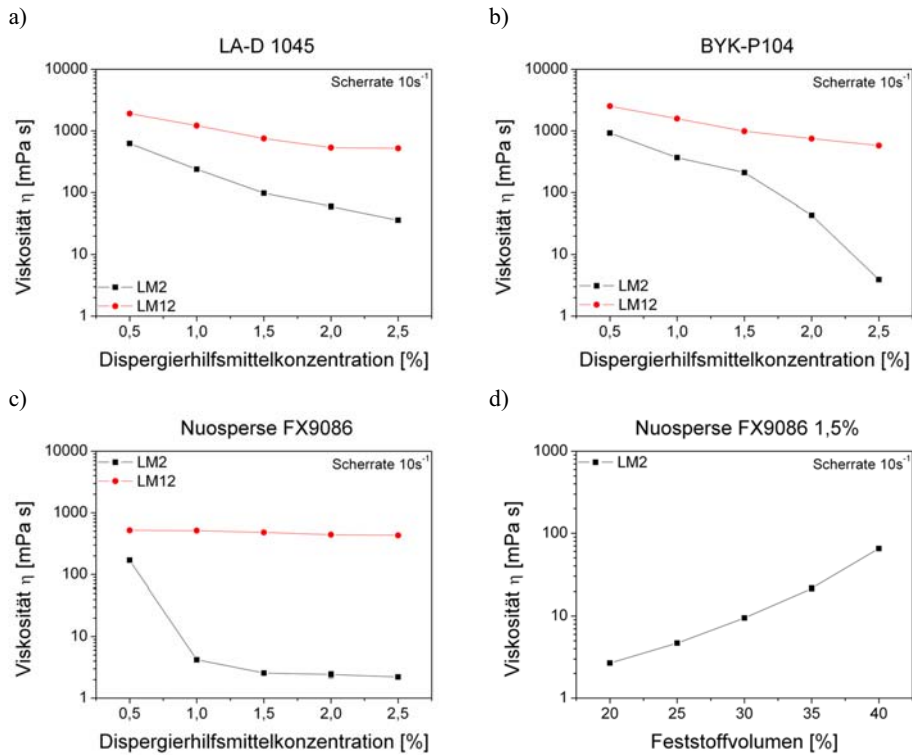 a)
LA-D 1045
10000
1000
100
10
1
Scherrate 10s⁻¹
LM2
LM12
0,5 1,0 1,5 2,0 2,5
Viskosität η [mPa s]
Dispergierhilfsmittelkonzentration [%]
b)
BYK-P104
10000
1000
100
10
1
Scherrate 10s⁻¹
LM2
LM12
0,5 1,0 1,5 2,0 2,5
Viskosität η [mPa s]
Dispergierhilfsmittelkonzentration [%]
c)
Nuosperse FX9086
10000
1000
100
10
1
LM2
LM12
Scherrate 10s⁻¹
0,5 1,0 1,5 2,0 2,5
Viskosität η [mPa s]
Dispergierhilfsmittelkonzentration [%]
d)
Nuosperse FX9086 1,5%
1000
100
10
1
LM2
Scherrate 10s⁻¹
20 25 30 35 40
Viskosität η [mPa s]
Feststoffvolumen [%]